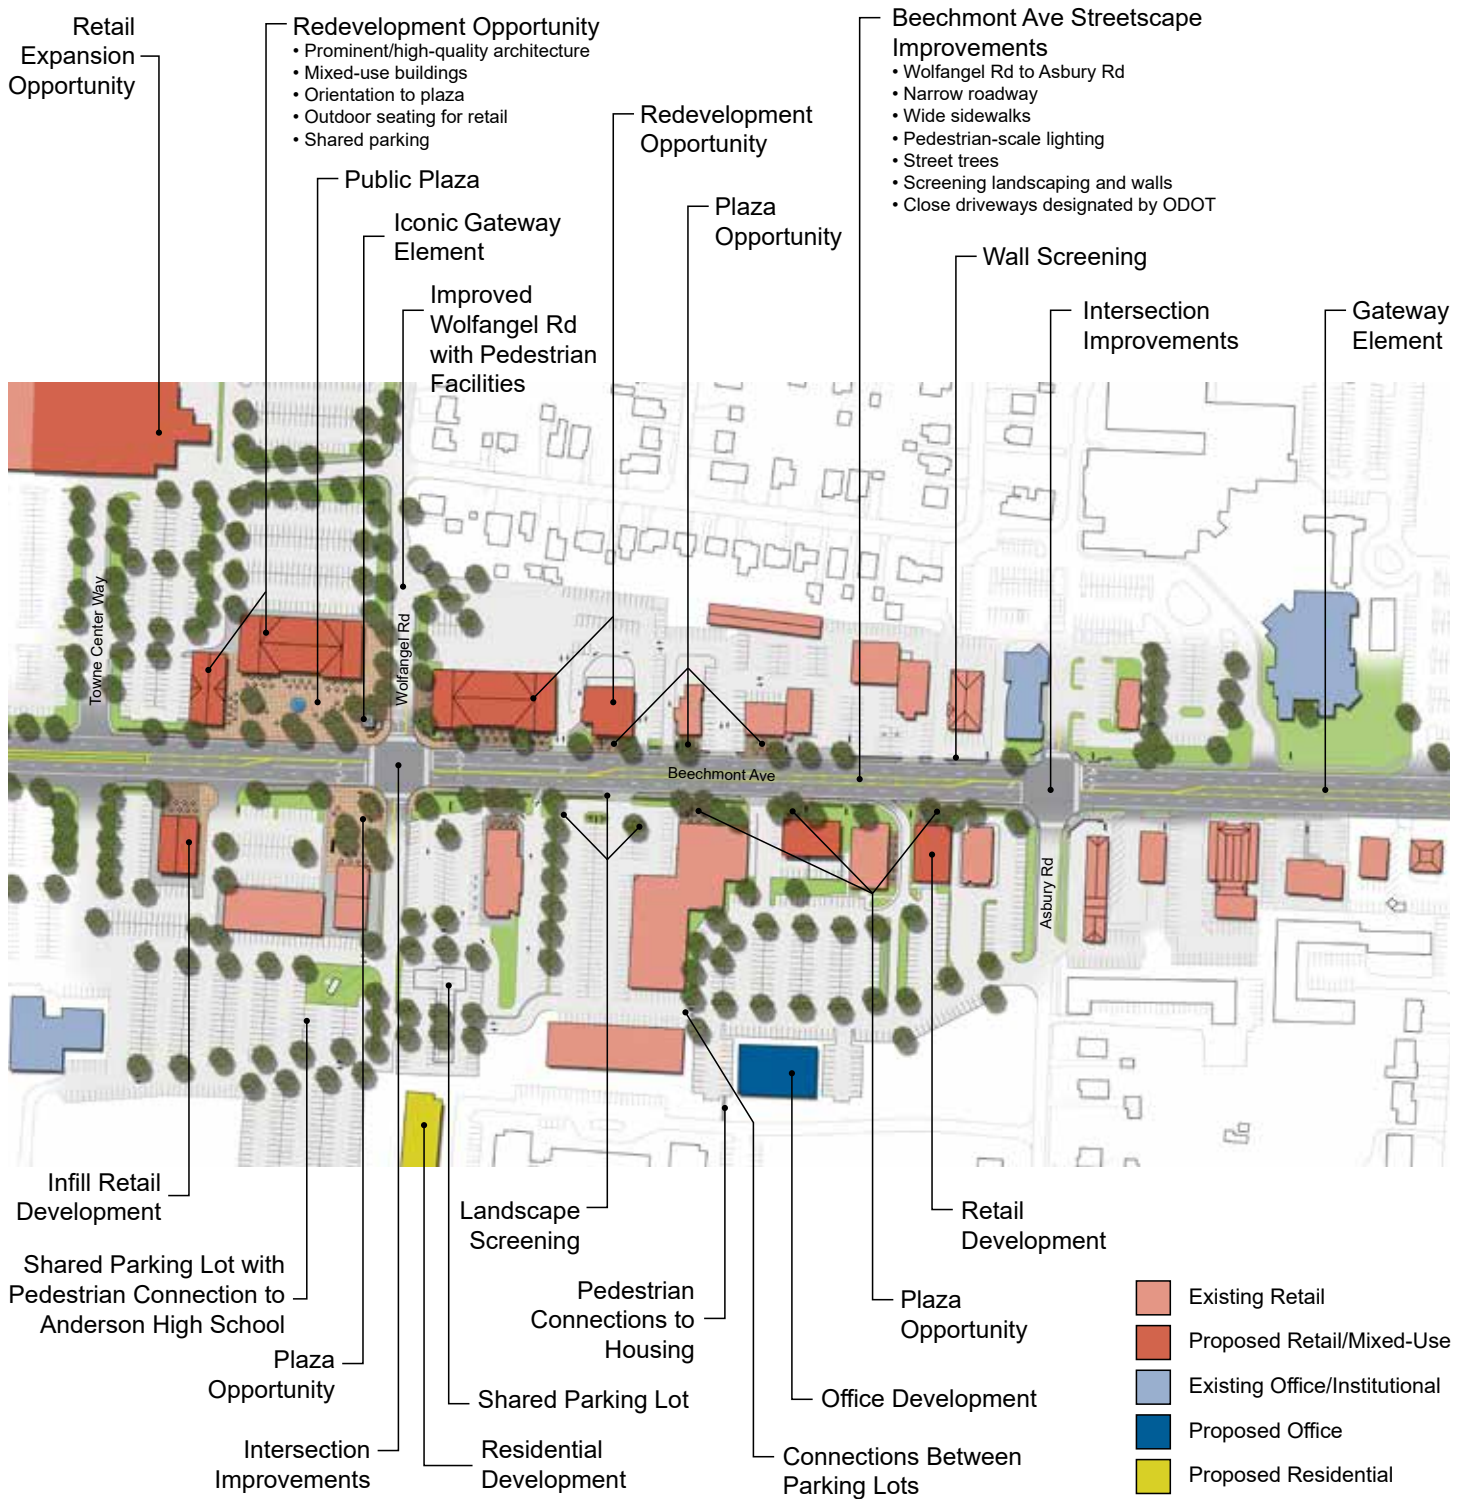 Retail
Expansion
Opportunity
Redevelopment Opportunity
• Prominent/high-quality architecture
• Mixed-use buildings
• Orientation to plaza
• Outdoor seating for retail
• Shared parking
Public Plaza
Iconic Gateway
Element
Improved
Wolfangel Rd
with Pedestrian
Facilities
Redevelopment
Opportunity
Plaza
Opportunity
Beechmont Ave Streetscape
Improvements
• Wolfangel Rd to Asbury Rd
• Narrow roadway
• Wide sidewalks
• Pedestrian-scale lighting
• Street trees
• Screening landscaping and walls
• Close driveways designated by ODOT
Wall Screening
Intersection
Improvements
Gateway
Element
Towne Center Way
Wolfangel Rd
Beechmont Ave
Asbury Rd
Infill Retail
Development
Shared Parking Lot with
Pedestrian Connection to
Anderson High School
Plaza
Opportunity
Intersection
Improvements
Landscape
Screening
Pedestrian
Connections to
Housing
Shared Parking Lot
Residential
Development
Retail
Development
Plaza
Opportunity
Office Development
Connections Between
Parking Lots
Existing Retail
Proposed Retail/Mixed-Use
Existing Office/Institutional
Proposed Office
Proposed Residential